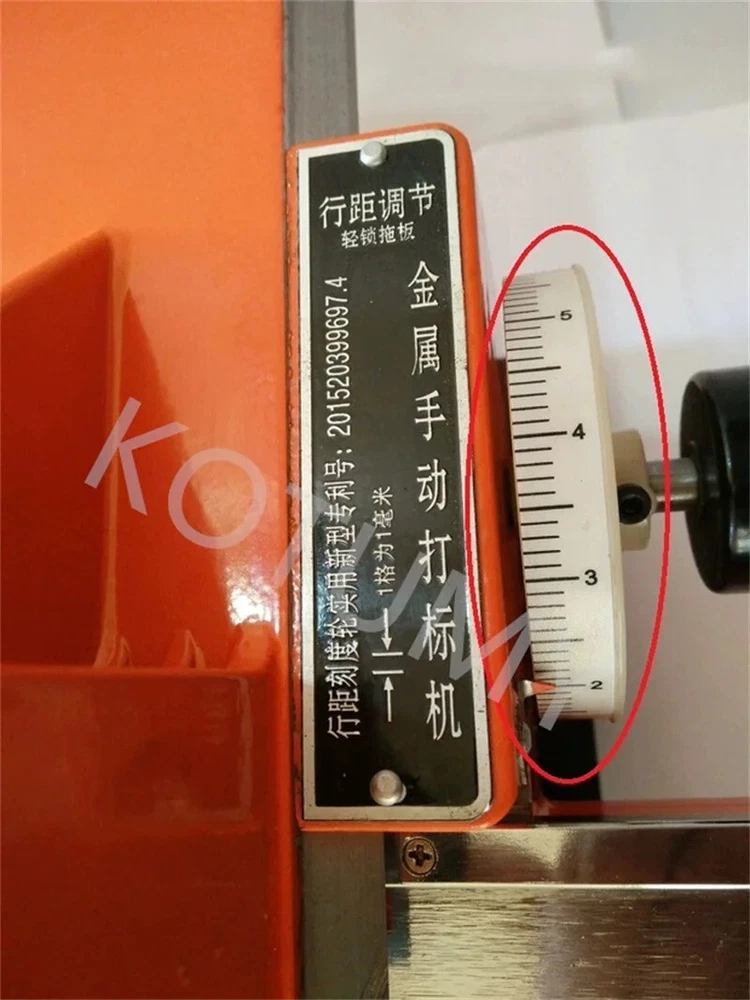 行距调节
轻锁拖板
金属手动打标机
行距刻度轮实用新型专利号：201520399697.4
1格为1毫米
5
4
3
2
KOTUMI